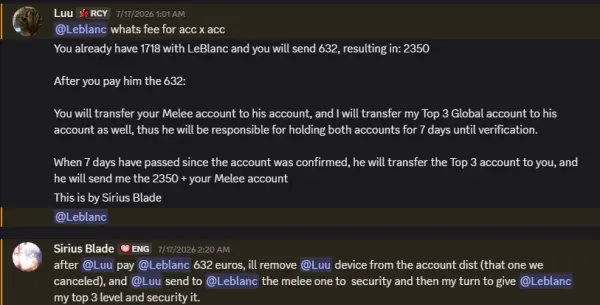 Luu RCY 7/17/2026 1:01 AM
@Leblanc whats fee for acc x acc
You already have 1718 with LeBlanc and you will send 632, resulting in: 2350
After you pay him the 632:
You will transfer your Melee account to his account, and I will transfer my Top 3 Global account to his
account as well, thus he will be responsible for holding both accounts for 7 days until verification.
When 7 days have passed since the account was confirmed, he will transfer the Top 3 account to you, and
he will send me the 2350 + your Melee account
This is by Sirius Blade
@Leblanc
Sirius Blade ENG 7/17/2026 2:20 AM
after @Luu pay @Leblanc 632 euros, ill remove @Luu device from the account dist (that one we
canceled), and @Luu send to @Leblanc the melee one to security and then my turn to give @Leblanc
my top 3 level and security it.